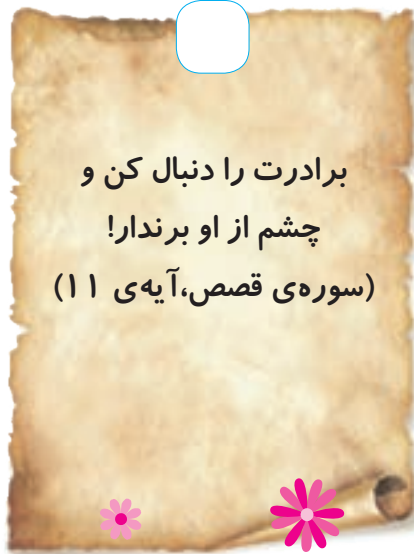 برادرت را دنبال کن و
چشم از او برندار!
(سوره‌ی قصص،آیه‌ی ۱۱)